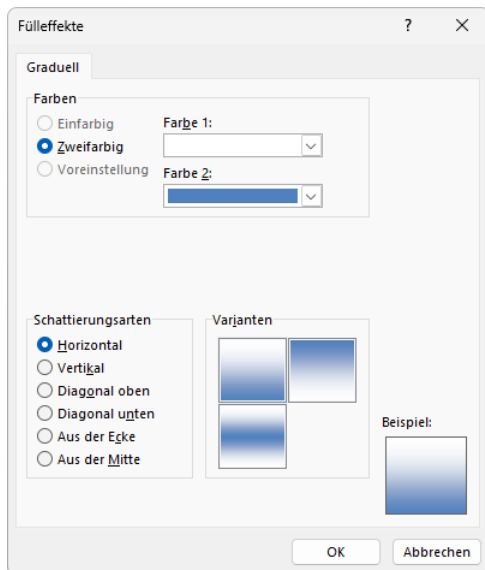 Fülleffekte
?
Graduell
Farben
Einfarbig
Zweifarbig
Voreinstellung
Farbe 1:
Farbe 2:
Schattierungsarten
Horizontal
Vertikal
Diagonal oben
Diagonal unten
Aus der Ecke
Aus der Mitte
Varianten
Beispiel:
OK
Abbrechen